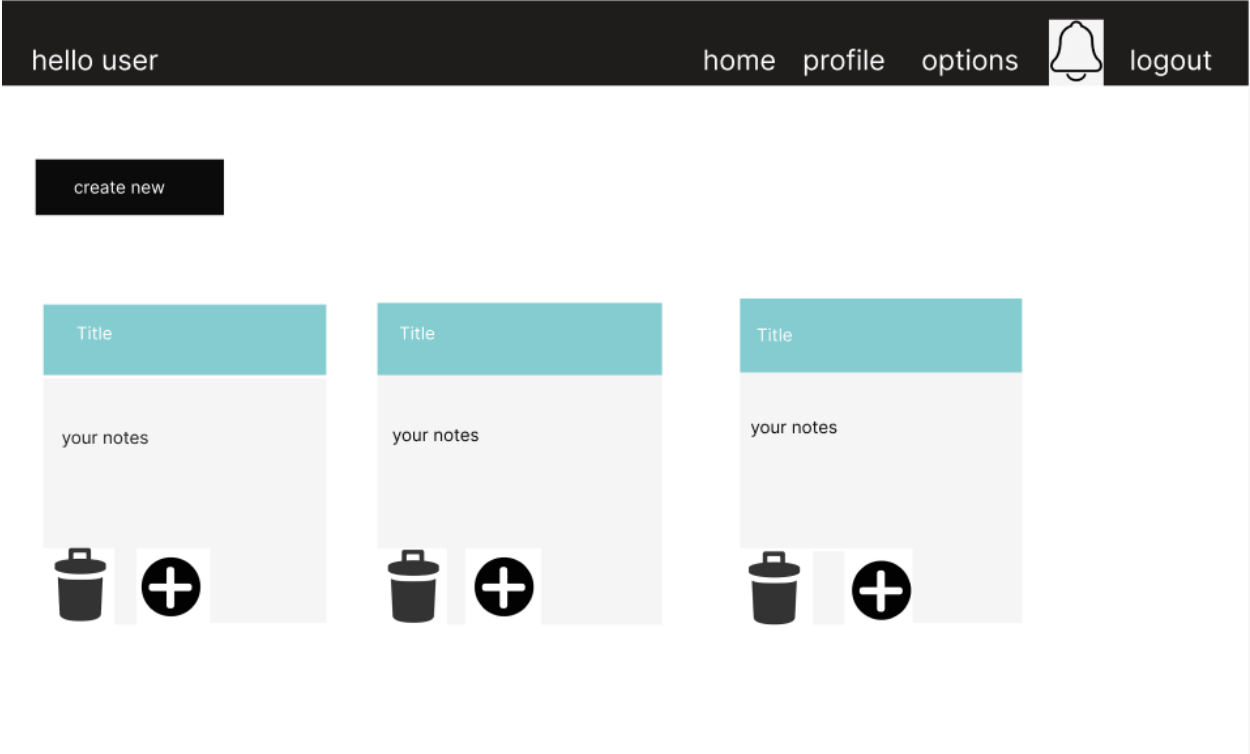 hello user
home profile options logout
create new
Title Title Title
your notes your notes your notes